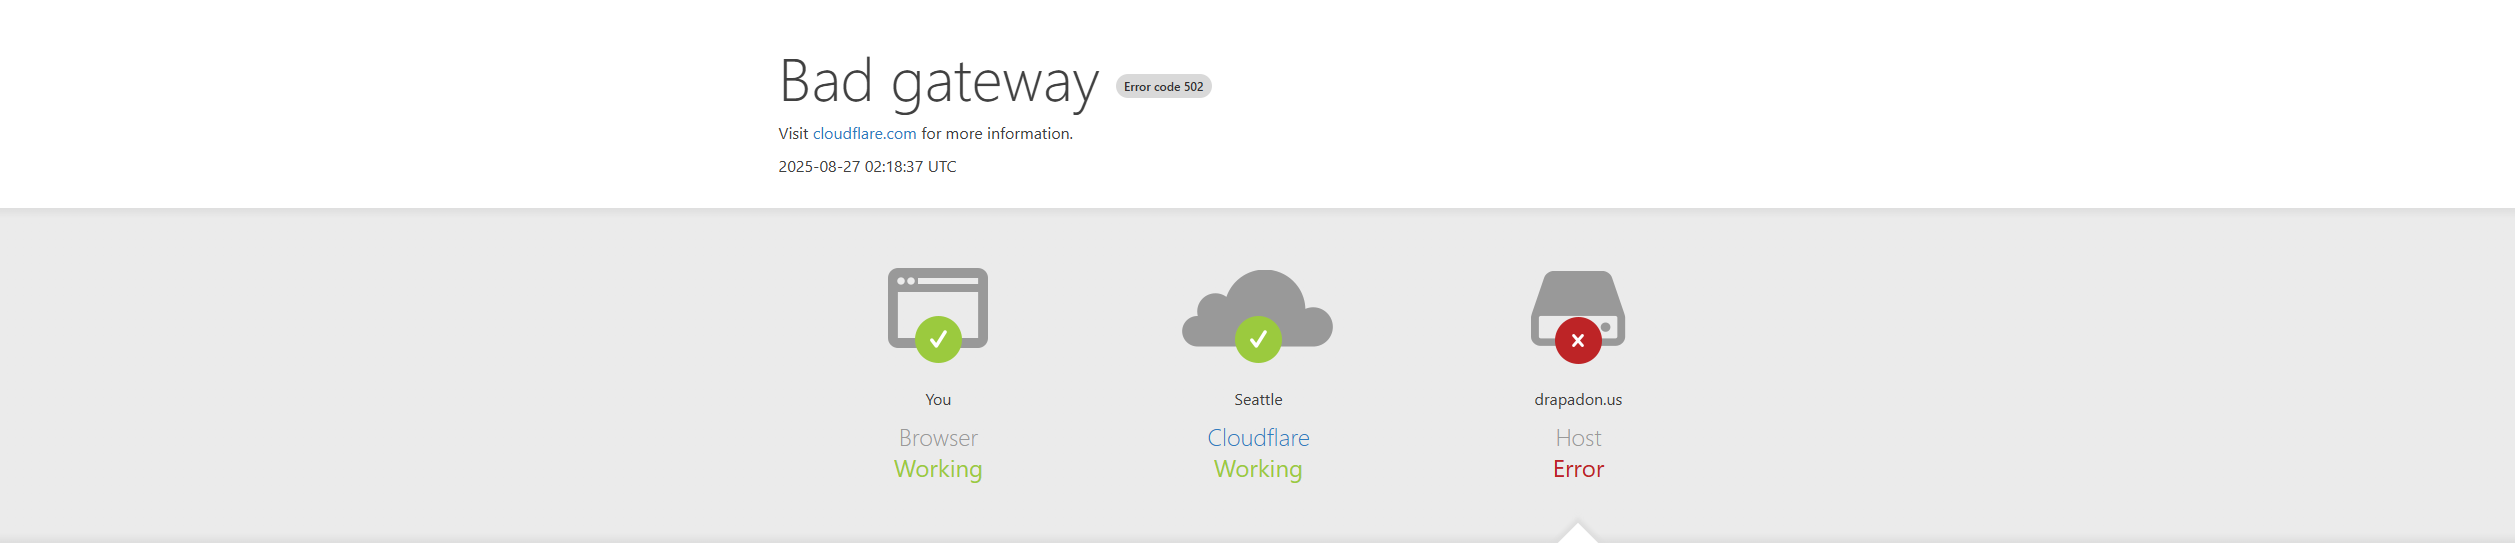 Bad gateway Error code 502
Visit cloudflare.com for more information.
2025-08-27 02:18:37 UTC
You
Browser
Working
Seattle
Cloudflare
Working
drapadon.us
Host
Error